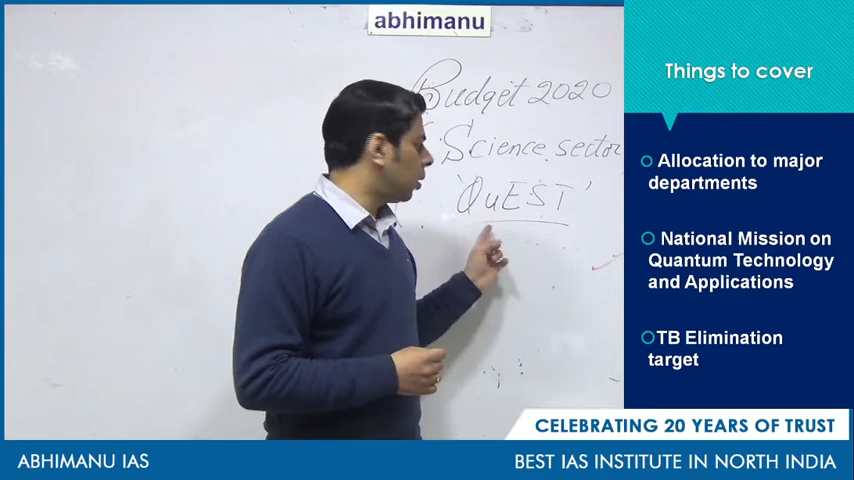 abhimanu
Budget 2020
Science sector
'QuEST'
Things to cover
Allocation to major
departments
National Mission on
Quantum Technology
and Applications
TB Elimination
target
CELEBRATING 20 YEARS OF TRUST
ABHIMANU IAS
BEST IAS INSTITUTE IN NORTH INDIA